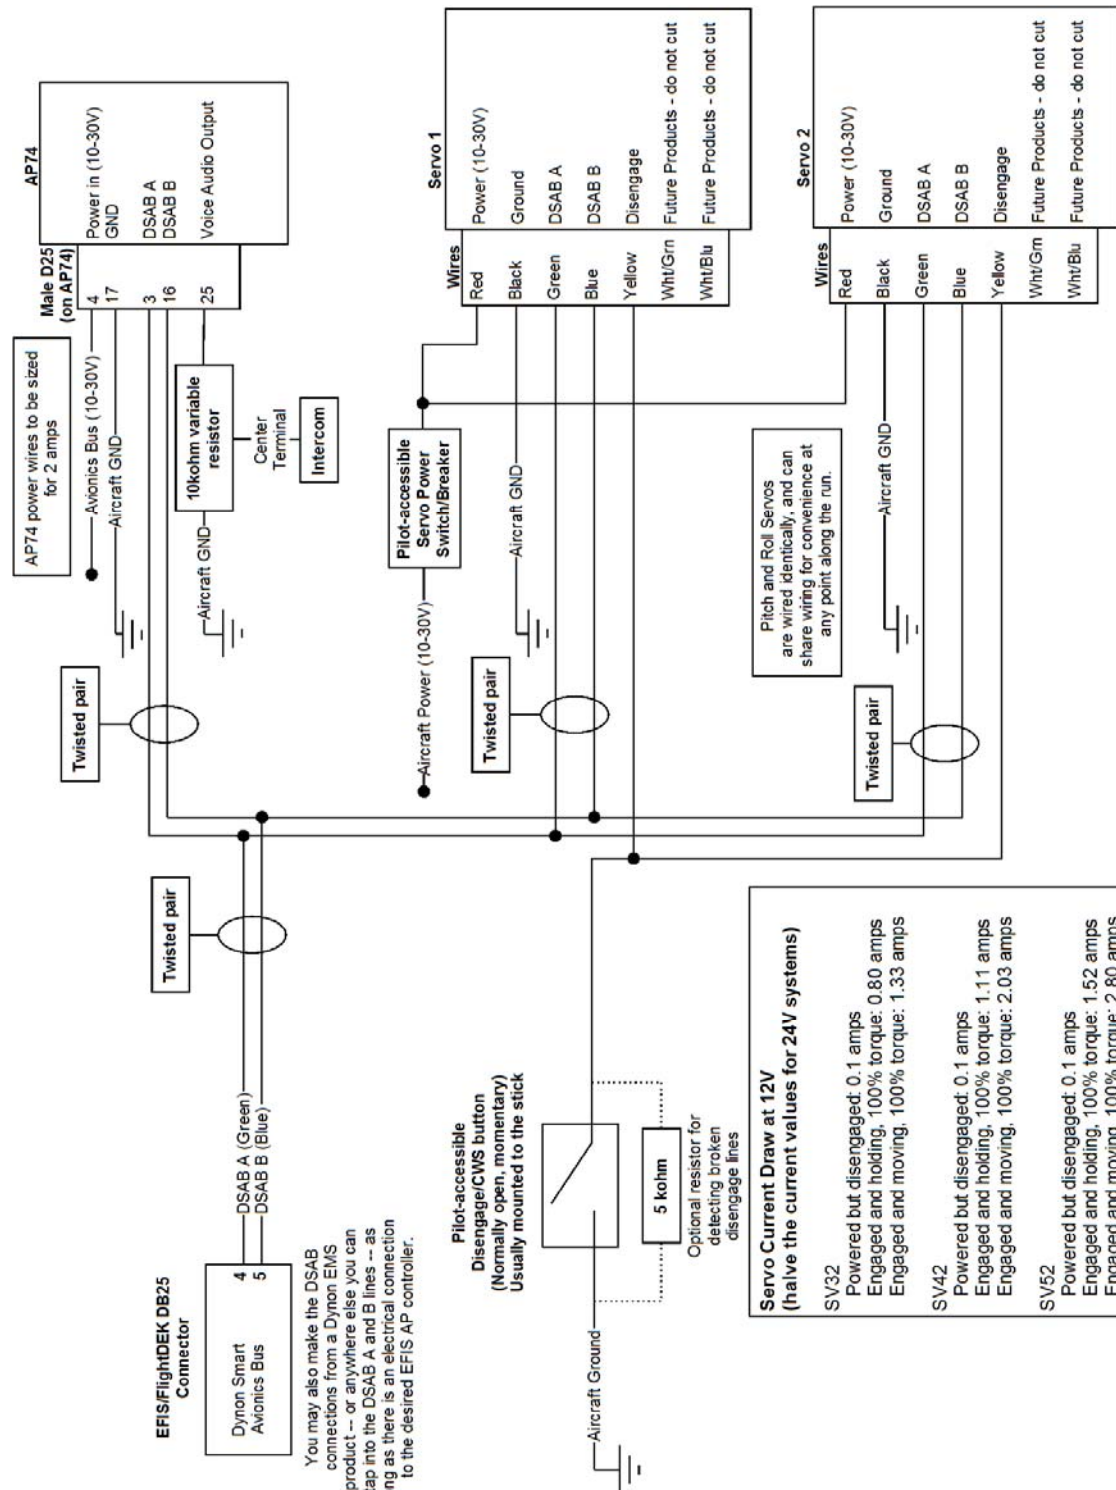 EFIS/FlightDEK DB25
Connector
Dynon Smart
Avionics Bus
4
5
DSAB A (Green)
DSAB B (Blue)
You may also make the DSAB
connections from a Dynon EMS
product -- or anywhere else you can
tap into the DSAB A and B lines -- as
ng as there is an electrical connection
to the desired EFIS AP controller.
Twisted pair
Twisted pair
AP74 power wires to be sized
for 2 amps
Male D25
(on AP74)
AP74
4
17
3
16
25
Power in (10-30V)
GND
DSAB A
DSAB B
Voice Audio Output
Avionics Bus (10-30V)
Aircraft GND
Aircraft GND
10kohm variable
resistor
Center
Terminal
Intercom
Pilot-accessible
Disengage/CWS button
(Normally open, momentary)
Usually mounted to the stick
Aircraft Ground
5 kohm
Optional resistor for
detecting broken
disengage lines
Aircraft Power (10-30V)
Pilot-accessible
Servo Power
Switch/Breaker
Twisted pair
Aircraft GND
Servo 1
Wires
Red
Power (10-30V)
Black
Ground
Green
DSAB A
Blue
DSAB B
Yellow
Disengage
Wht/Grn
Future Products - do not cut
Wht/Blu
Future Products - do not cut
Pitch and Roll Servos
are wired identically, and can
share wiring for convenience at
any point along the run.
Twisted pair
Aircraft GND
Servo 2
Wires
Red
Power (10-30V)
Black
Ground
Green
DSAB A
Blue
DSAB B
Yellow
Disengage
Wht/Grn
Future Products - do not cut
Wht/Blu
Future Products - do not cut
Servo Current Draw at 12V
(halve the current values for 24V systems)
SV32
Powered but disengaged: 0.1 amps
Engaged and holding, 100% torque: 0.80 amps
Engaged and moving, 100% torque: 1.33 amps
SV42
Powered but disengaged: 0.1 amps
Engaged and holding, 100% torque: 1.11 amps
Engaged and moving, 100% torque: 2.03 amps
SV52
Powered but disengaged: 0.1 amps
Engaged and holding, 100% torque: 1.52 amps
Engaged and moving, 100% torque: 2.80 amps